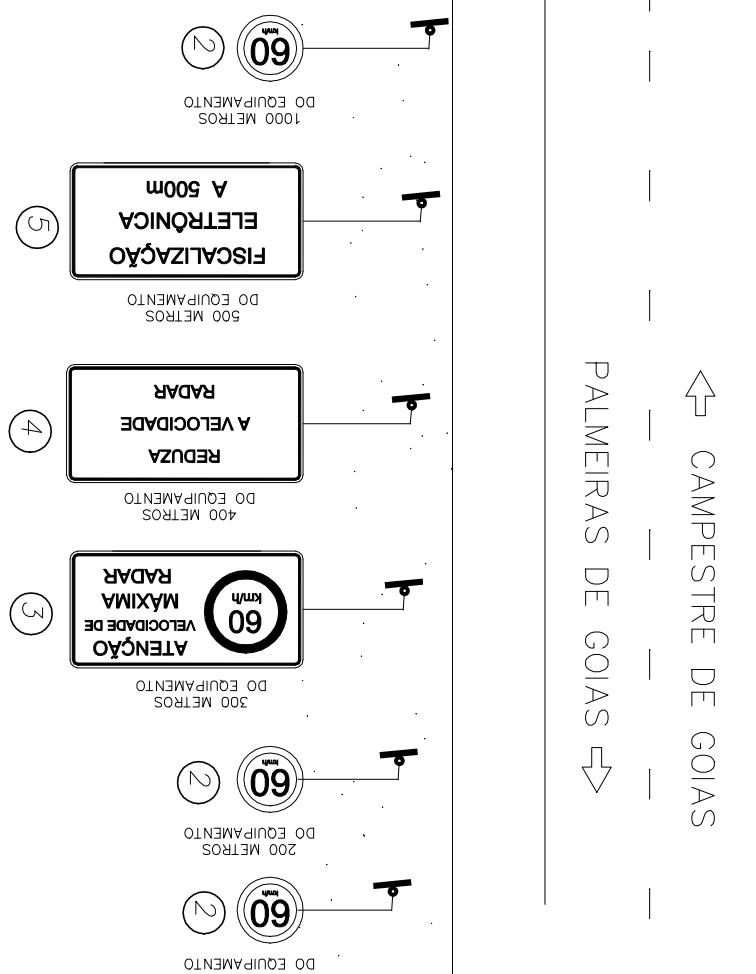 60
km/h
2
1000 METROS
DO EQUIPAMENTO
FISCALIZAÇÃO
ELETRÔNICA
A 500m
5
500 METROS
DO EQUIPAMENTO
REDUZA
A VELOCIDADE
RADAR
4
400 METROS
DO EQUIPAMENTO
60
km/h
ATENÇÃO
VELOCIDADE DE
MÁXIMA
RADAR
3
300 METROS
DO EQUIPAMENTO
60
km/h
2
200 METROS
DO EQUIPAMENTO
60
km/h
2
DO EQUIPAMENTO
PALMEIRAS DE GOIAS
CAMPESTRE DE GOIAS